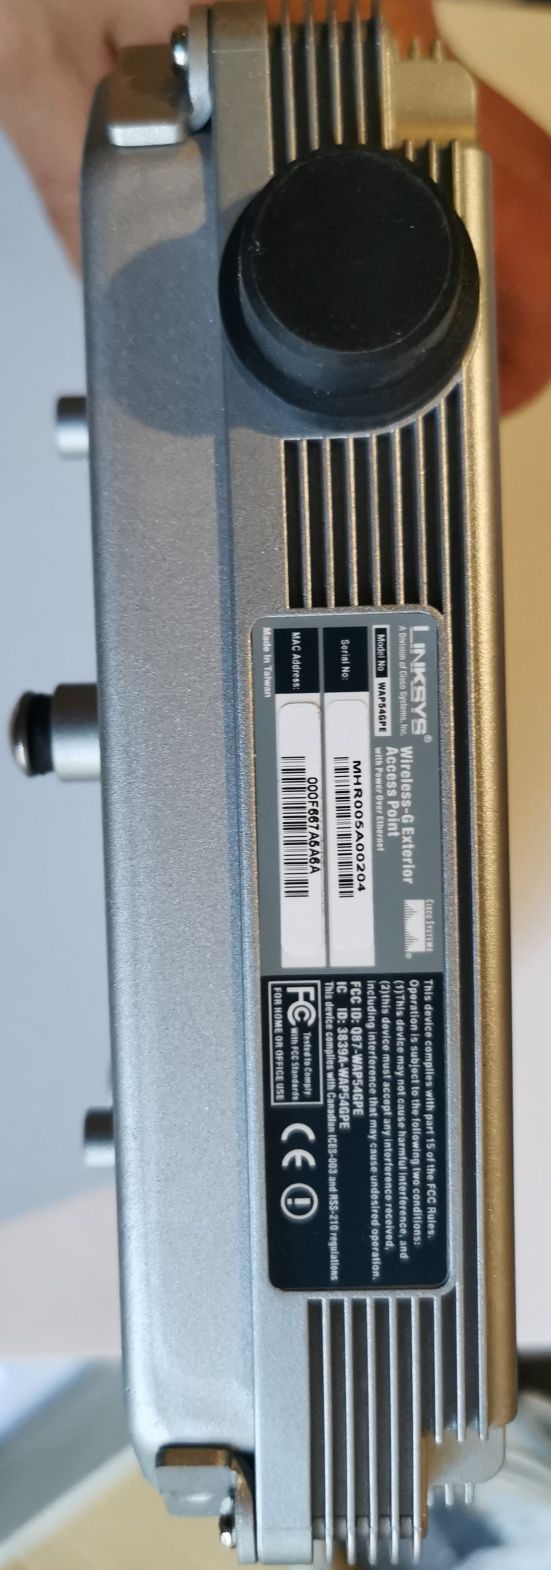 LINKSYS®
A Division of Cisco Systems, Inc.
Wireless-G Exterior
Access Point
with Power Over Ethernet
CISCO SYSTEMS
®
Model No WAP54GPE
Serial No:
MHR005A00204
MAC Address:
000F667A5A6A
Made In Taiwan
This device complies with part 15 of the FCC Rules.
Operation is subject to the following two conditions:
(1)This device may not cause harmful interference, and
(2)this device must accept any interference received,
including interference that may cause undesired operation.
FCC ID: Q87-WAP54GPE
IC ID: 3839A-WAP54GPE
This device complies with Canadian ICES-003 and RSS-210 regulations
FC Tested to Comply
With FCC Standards
FOR HOME OR OFFICE USE
CE